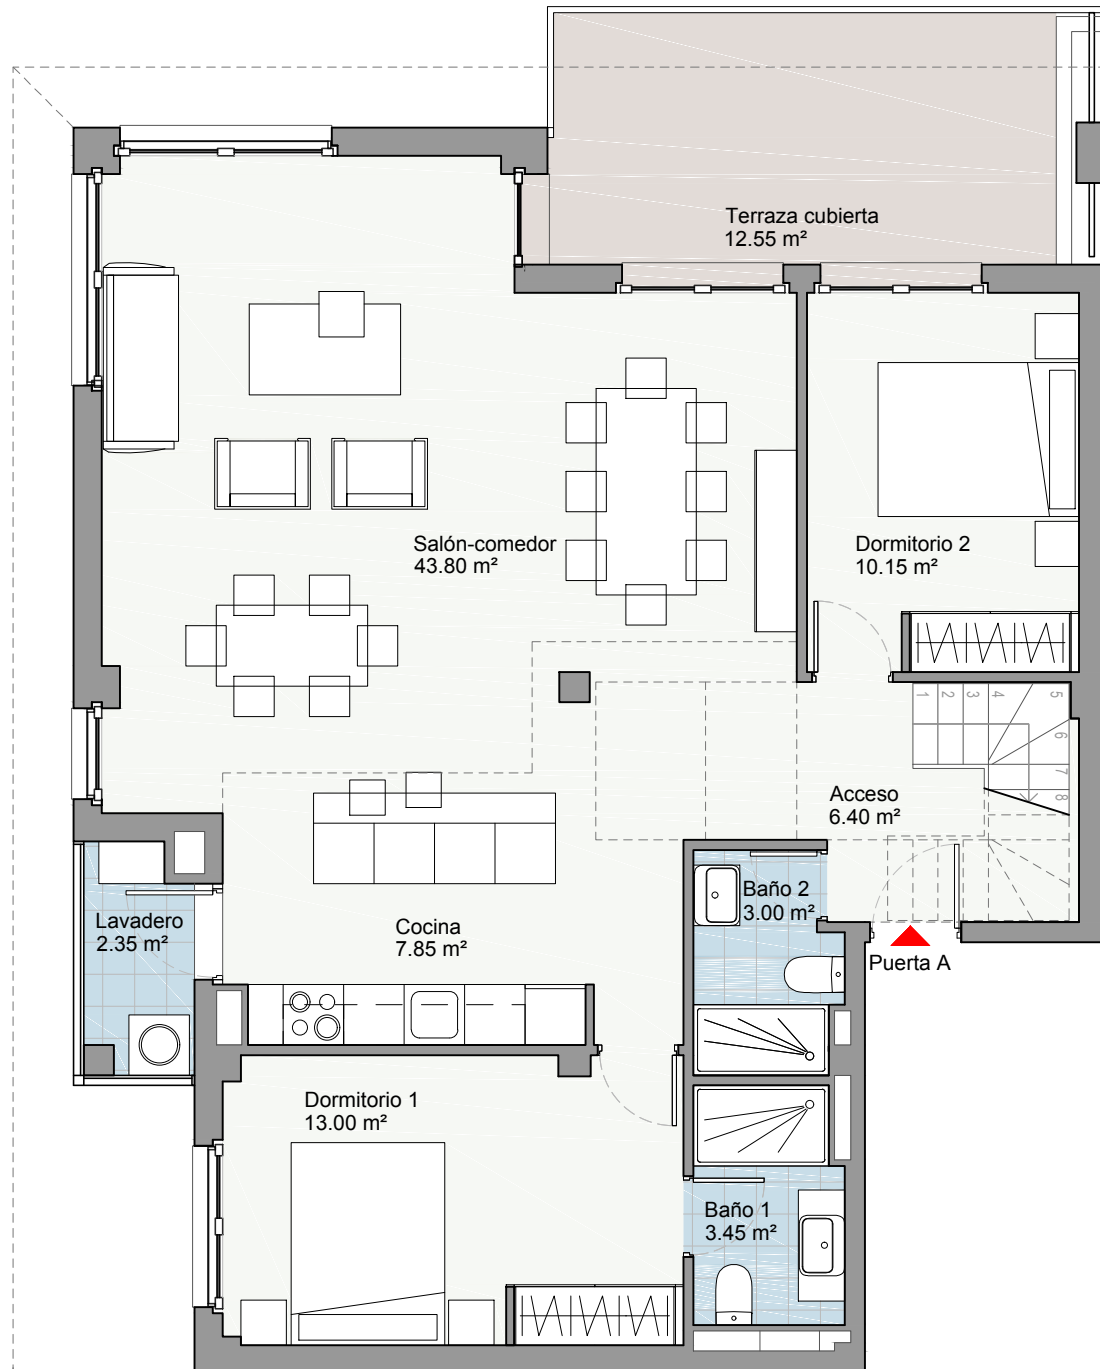 Terraza cubierta
12.55 m²
Salón-comedor
43.80 m²
Dormitorio 2
10.15 m²
1
2
3
4
5
6
7
8
Acceso
6.40 m²
Baño 2
3.00 m²
Lavadero
2.35 m²
Cocina
7.85 m²
Puerta A
Dormitorio 1
13.00 m²
Baño 1
3.45 m²